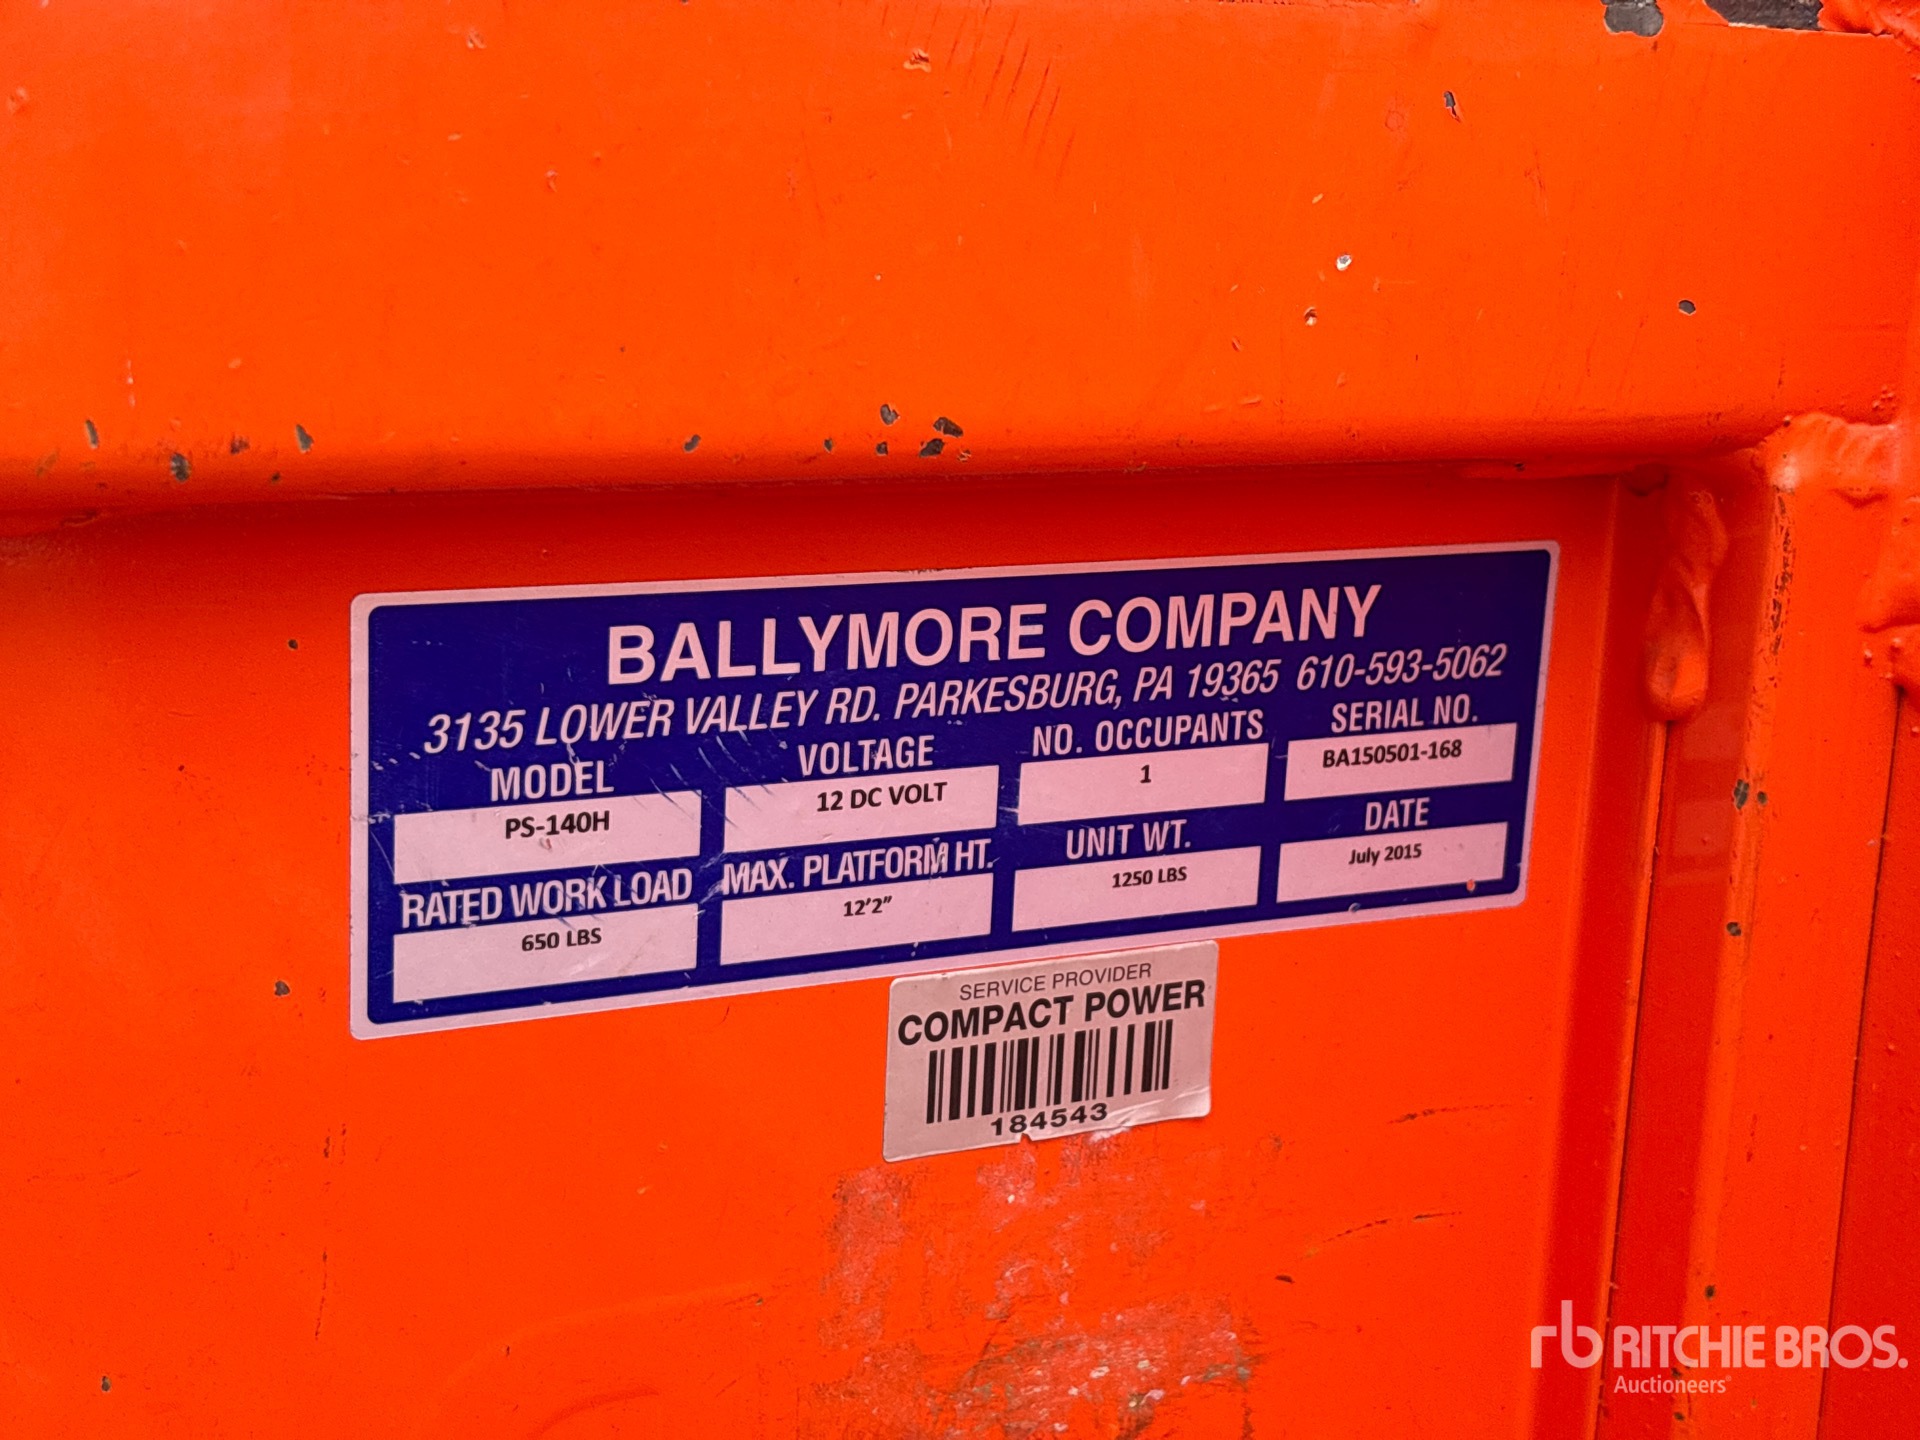 BALLYMORE COMPANY
3135 LOWER VALLEY RD. PARKESBURG, PA 19365 610-593-5062
MODEL VOLTAGE NO. OCCUPANTS SERIAL NO.
PS-140H 12 DC VOLT 1 BA150501-168
RATED WORK LOAD MAX. PLATFORM HT. UNIT WT. DATE
650 LBS 12'2" 1250 LBS July 2015
SERVICE PROVIDER
COMPACT POWER
184543
rb RITCHIE BROS.
Auctioneers